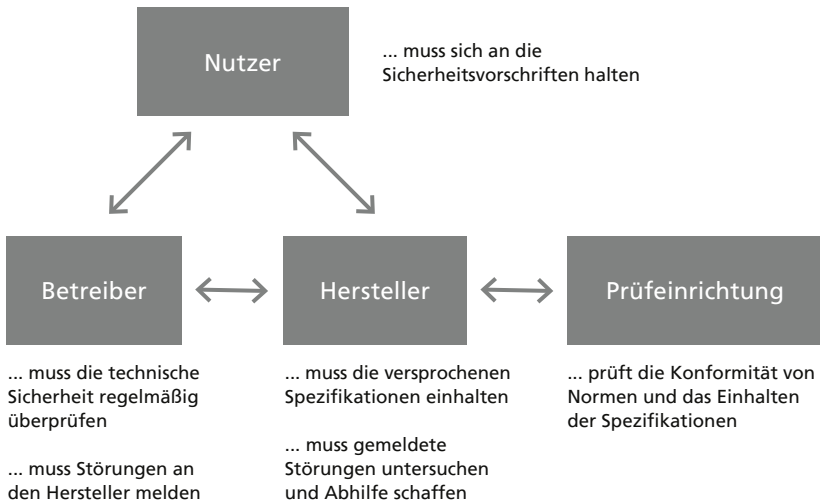 Nutzer
... muss sich an die
Sicherheitsvorschriften halten
Betreiber
Hersteller
Prüfeinrichtung
... muss die technische
Sicherheit regelmäßig
überprüfen
... muss Störungen an
den Hersteller melden
... muss die versprochenen
Spezifikationen einhalten
... muss gemeldete
Störungen untersuchen
und Abhilfe schaffen
... prüft die Konformität von
Normen und das Einhalten
der Spezifikationen